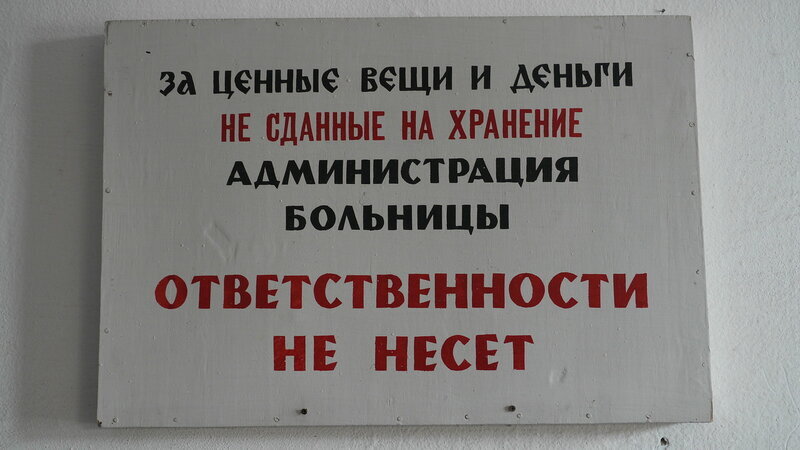 ЗА ЦЕННЫЕ ВЕЩИ И ДЕНЬГИ
НЕ СДАННЫЕ НА ХРАНЕНИЕ
АДМИНИСТРАЦИЯ
БОЛЬНИЦЫ
ОТВЕТСТВЕННОСТИ
НЕ НЕСЕТ